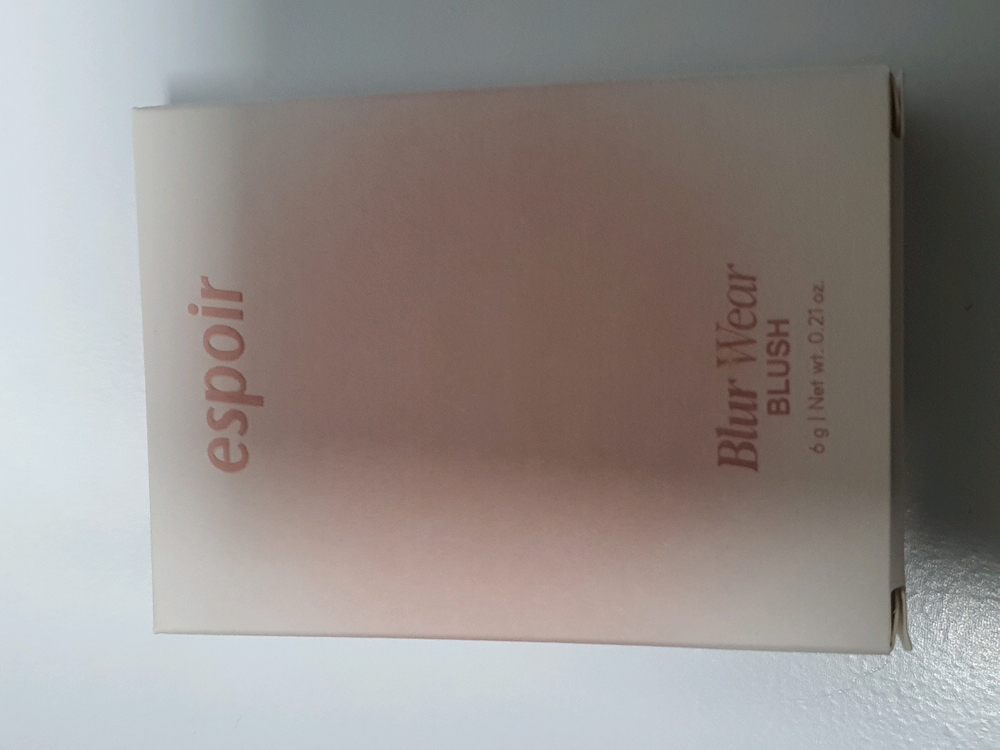 espoir
Blur Wear
BLUSH
6 g | Net wt. 0.21 oz.